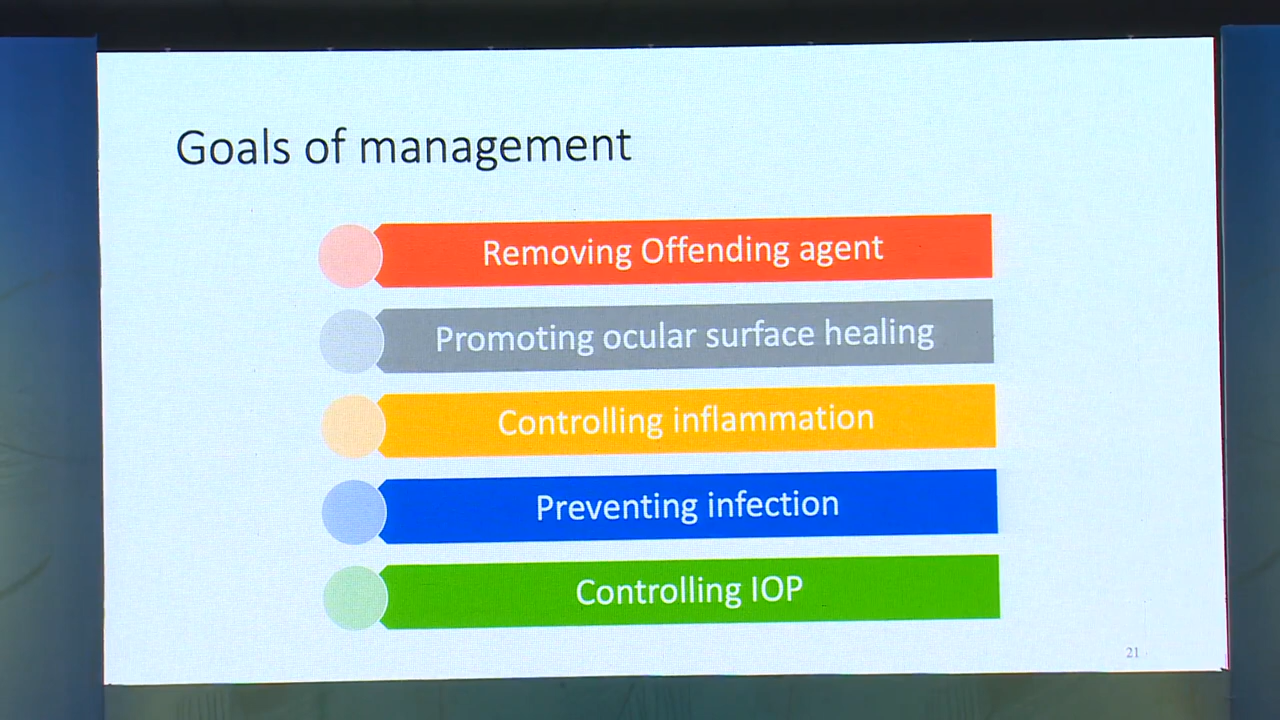 Goals of management
Removing Offending agent
Promoting ocular surface healing
Controlling inflammation
Preventing infection
Controlling IOP
21